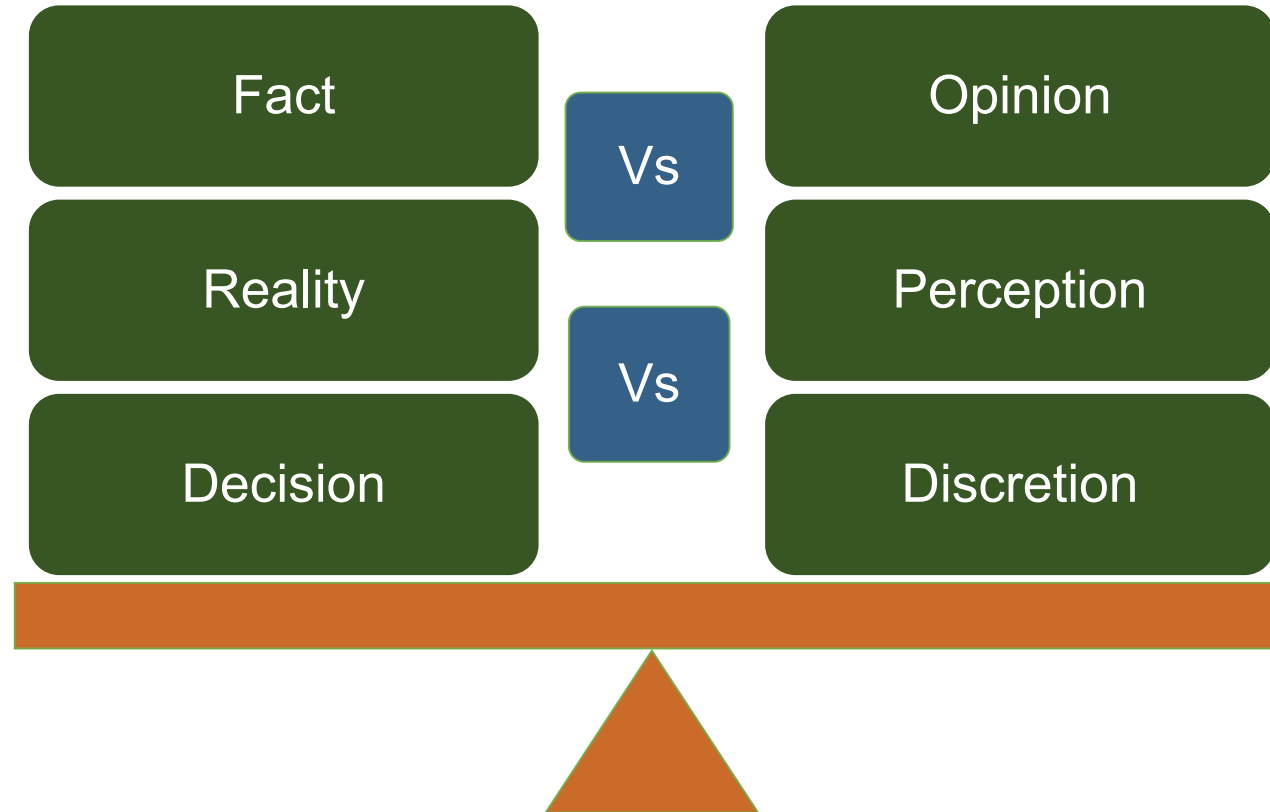 Fact
Vs
Opinion
Reality
Vs
Perception
Decision
Discretion